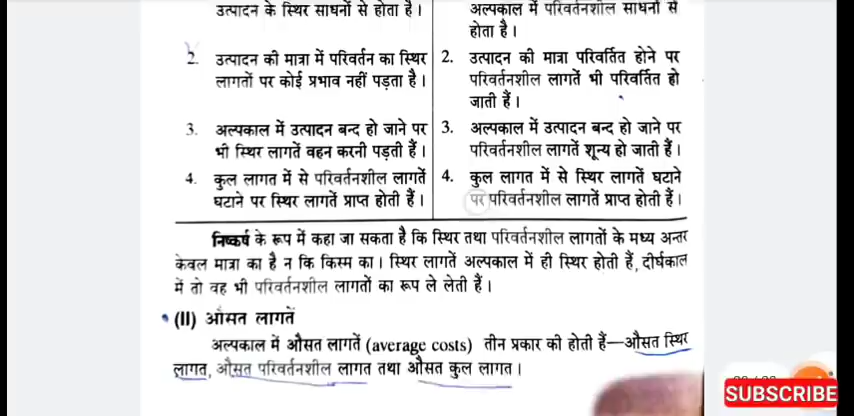 उत्पादन के स्थिर साधनों से होता है।
2. उत्पादन की मात्रा में परिवर्तन का स्थिर
लागतों पर कोई प्रभाव नहीं पड़ता है।
3. अल्पकाल में उत्पादन बन्द हो जाने पर
भी स्थिर लागतें वहन करनी पड़ती हैं।
4. कुल लागत में से परिवर्तनशील लागतें
घटाने पर स्थिर लागतें प्राप्त होती हैं।
अल्पकाल में परिवर्तनशील साधनों से
होता है।
2. उत्पादन की मात्रा परिवर्तित होने पर
परिवर्तनशील लागतें भी परिवर्तित हो
जाती हैं।
3. अल्पकाल में उत्पादन बन्द हो जाने पर
परिवर्तनशील लागतें शून्य हो जाती हैं।
4. कुल लागत में से स्थिर लागतें घटाने
पर परिवर्तनशील लागतें प्राप्त होती हैं।
निष्कर्ष के रूप में कहा जा सकता है कि स्थिर तथा परिवर्तनशील लागतों के मध्य अन्तर
केवल मात्रा का है न कि किस्म का। स्थिर लागतें अल्पकाल में ही स्थिर होती हैं, दीर्घकाल
में तो वह भी परिवर्तनशील लागतों का रूप ले लेती हैं।
(II) औसत लागतें
अल्पकाल में औसत लागतें (average costs) तीन प्रकार की होती हैं—औसत स्थिर
लागत, औसत परिवर्तनशील लागत तथा औसत कुल लागत।
SUBSCRIBE